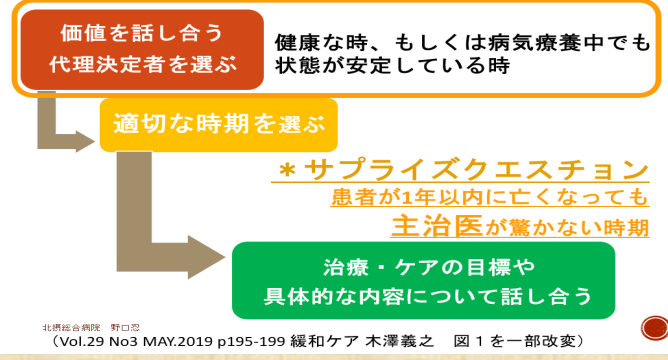 価値を話し合う
代理決定者を選ぶ
健康な時、もしくは病気療養中でも
状態が安定している時
適切な時期を選ぶ
＊サプライズクエスチョン
患者が1年以内に亡くなっても
主治医が驚かない時期
治療・ケアの目標や
具体的な内容について話し合う
北摂総合病院 野口忍
（Vol.29 No3 MAY.2019 p195-199 緩和ケア 木澤義之 図１を一部改変）